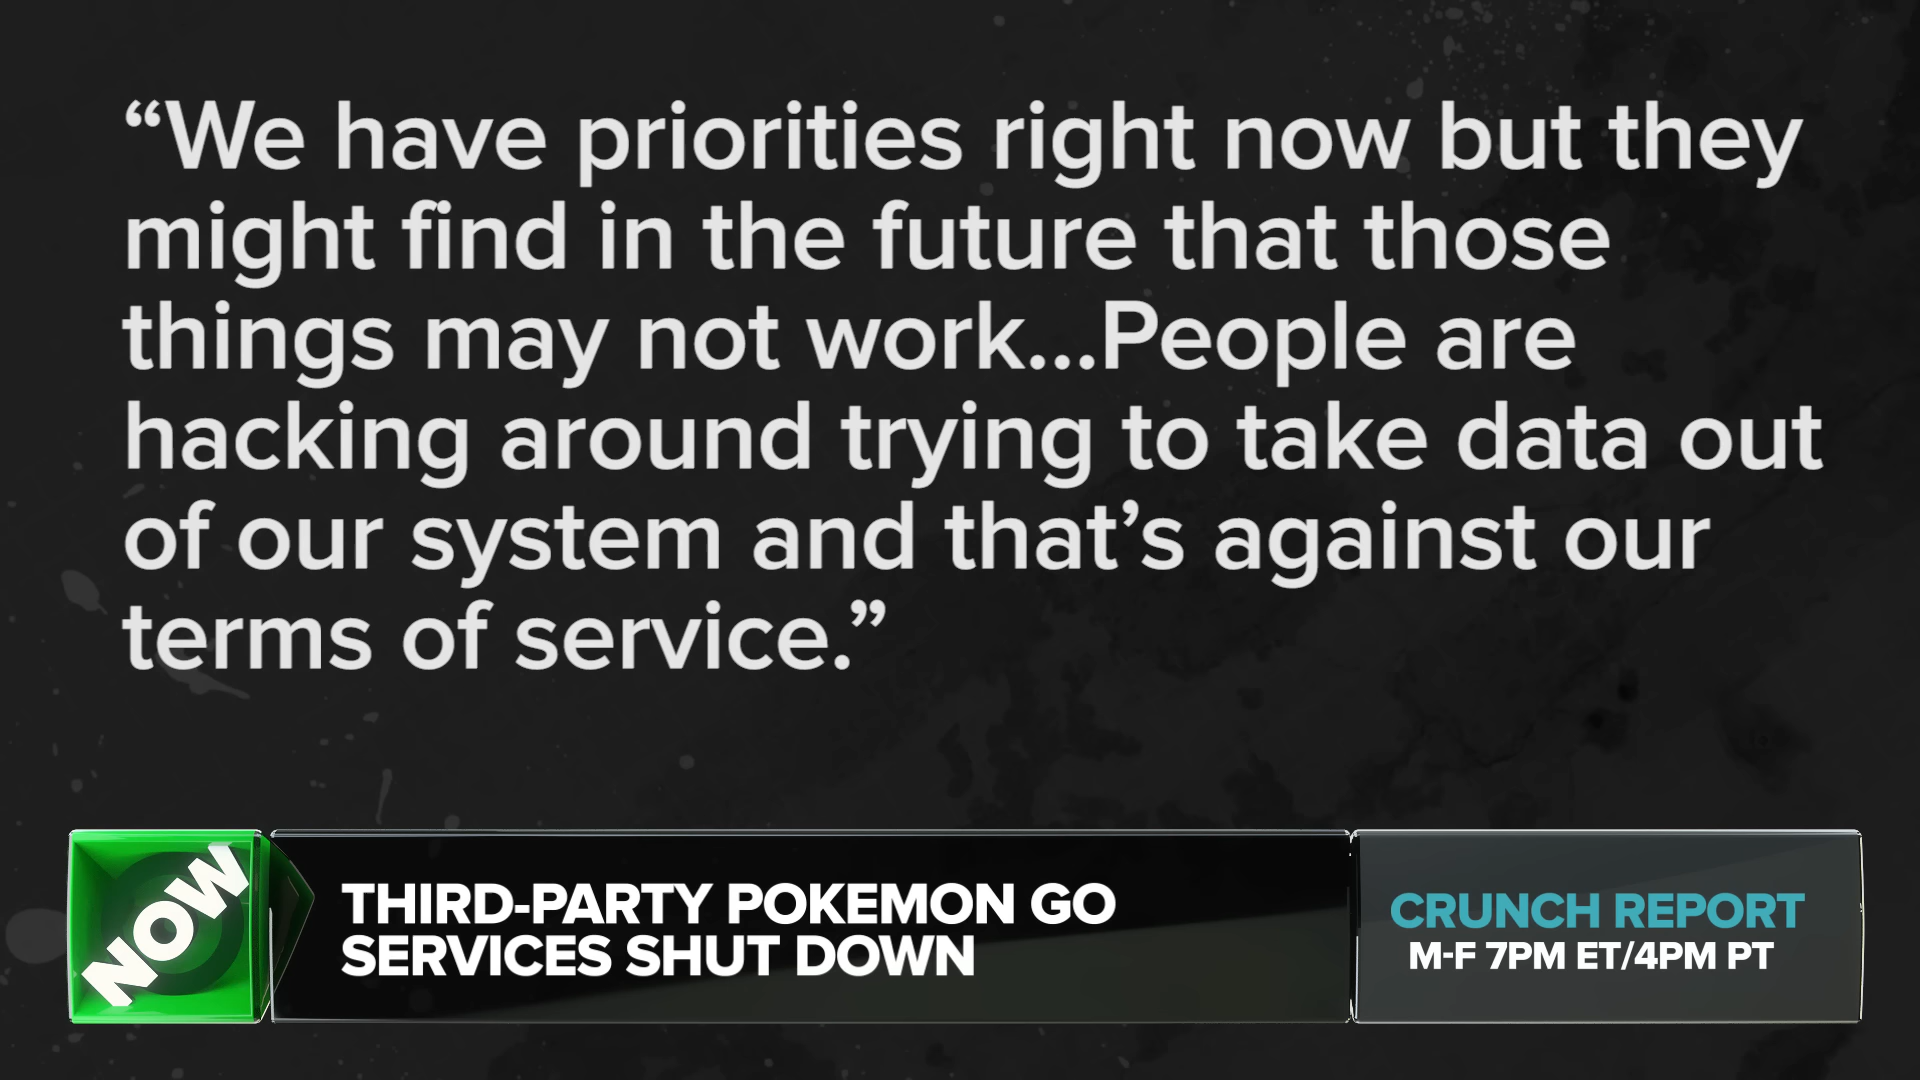 “We have priorities right now but they
might find in the future that those
things may not work...People are
hacking around trying to take data out
of our system and that’s against our
terms of service.”
NOW
THIRD-PARTY POKEMON GO
SERVICES SHUT DOWN
CRUNCH REPORT
M-F 7PM ET/4PM PT